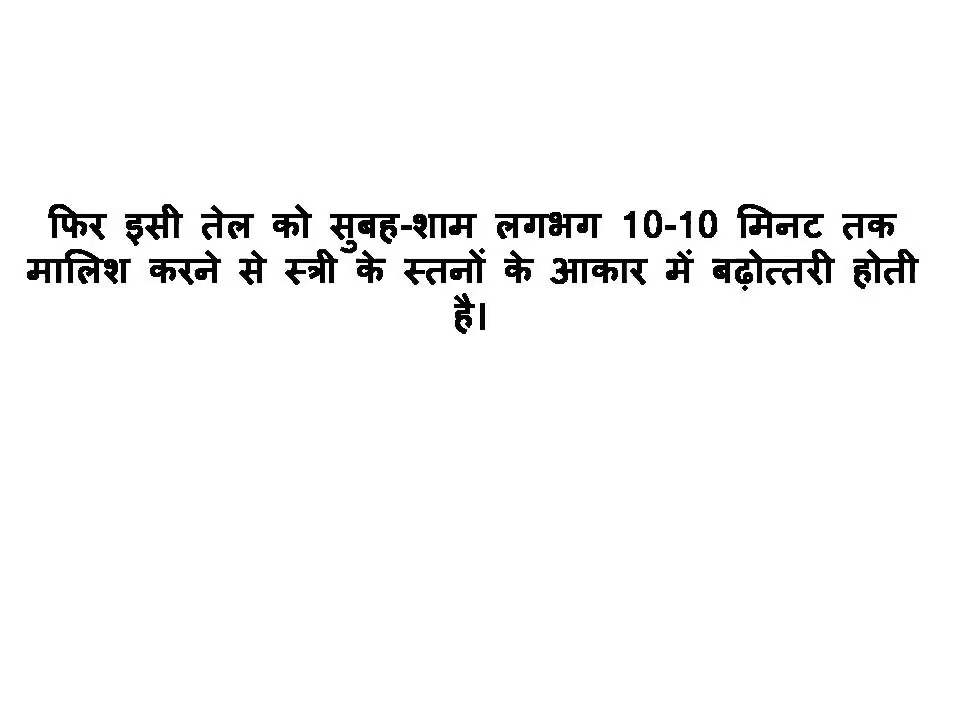 फिर इसी तेल को सुबह-शाम लगभग 10-10 मिनट तक
मालिश करने से स्त्री के स्तनों के आकार में बढ़ोत्तरी होती
है।